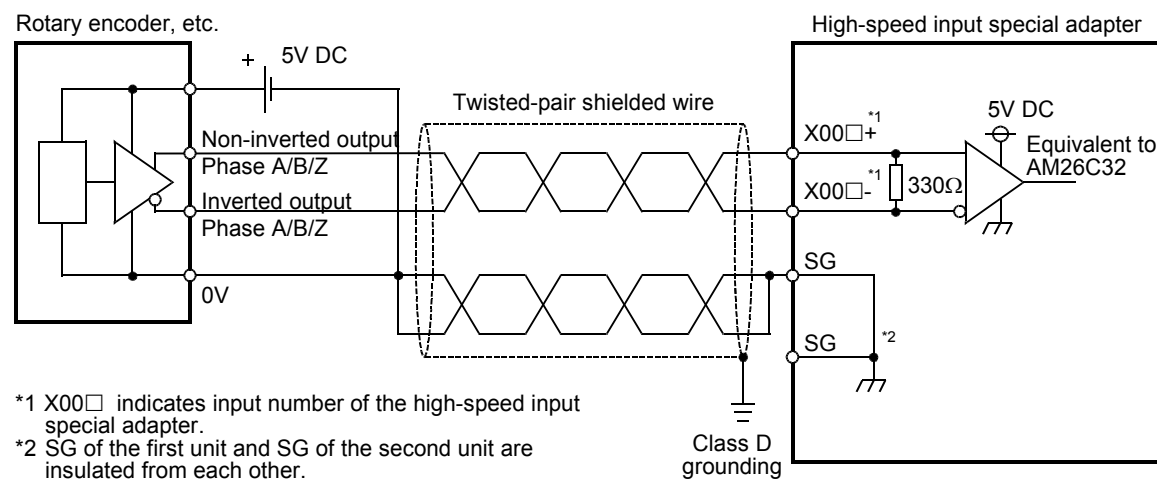 Rotary encoder, etc.
High-speed input special adapter
+ 5V DC
Twisted-pair shielded wire
5V DC
X00□+*1
Equivalent to
AM26C32
Non-inverted output
Phase A/B/Z
X00□-*1
330Ω
Inverted output
Phase A/B/Z
SG
0V
SG
*2
*1 X00□ indicates input number of the high-speed input
special adapter.
*2 SG of the first unit and SG of the second unit are
insulated from each other.
Class D
grounding